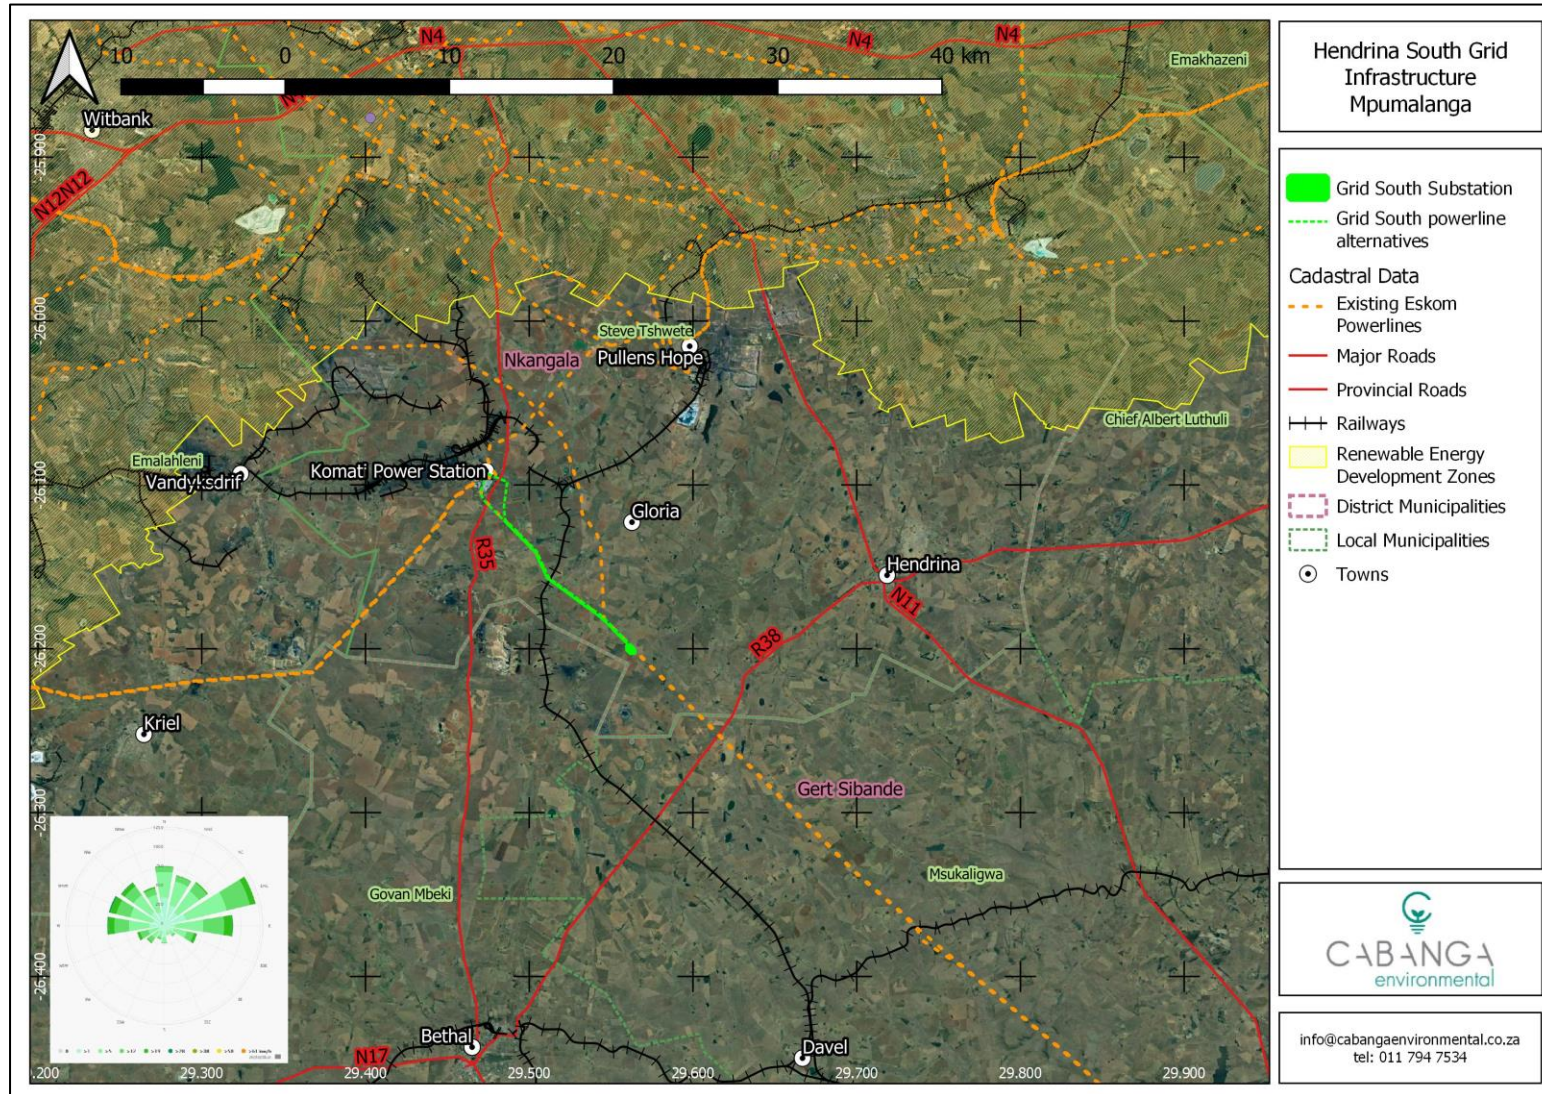 Hendrina South Grid
Infrastructure
Mpumalanga
Grid South Substation
Grid South powerline
alternatives
Cadastral Data
Existing Eskom
Powerlines
Major Roads
Provincial Roads
Railways
Renewable Energy
Development Zones
District Municipalities
Local Municipalities
Towns
CABANGA
environmental
info@cabangaenvironmental.co.za
tel: 011 794 7534
10 0 10 20 30 40 km
N4
N4
N4
N4
Emakhazeni
Witbank
-25.900
N12N12
-26.000
Steve Tshwete
Nkangala
Pullens Hope
Chief Albert Luthuli
Emalahleni
Vandyksdrif
Komati Power Station
-26.100
Gloria
R35
Hendrina
N11
R38
-26.200
Kriel
Gert Sibande
-26.300
Msukaligwa
Govan Mbeki
-26.400
Bethal
Davel
N17
29.300 29.400 29.500 29.600 29.700 29.800 29.900